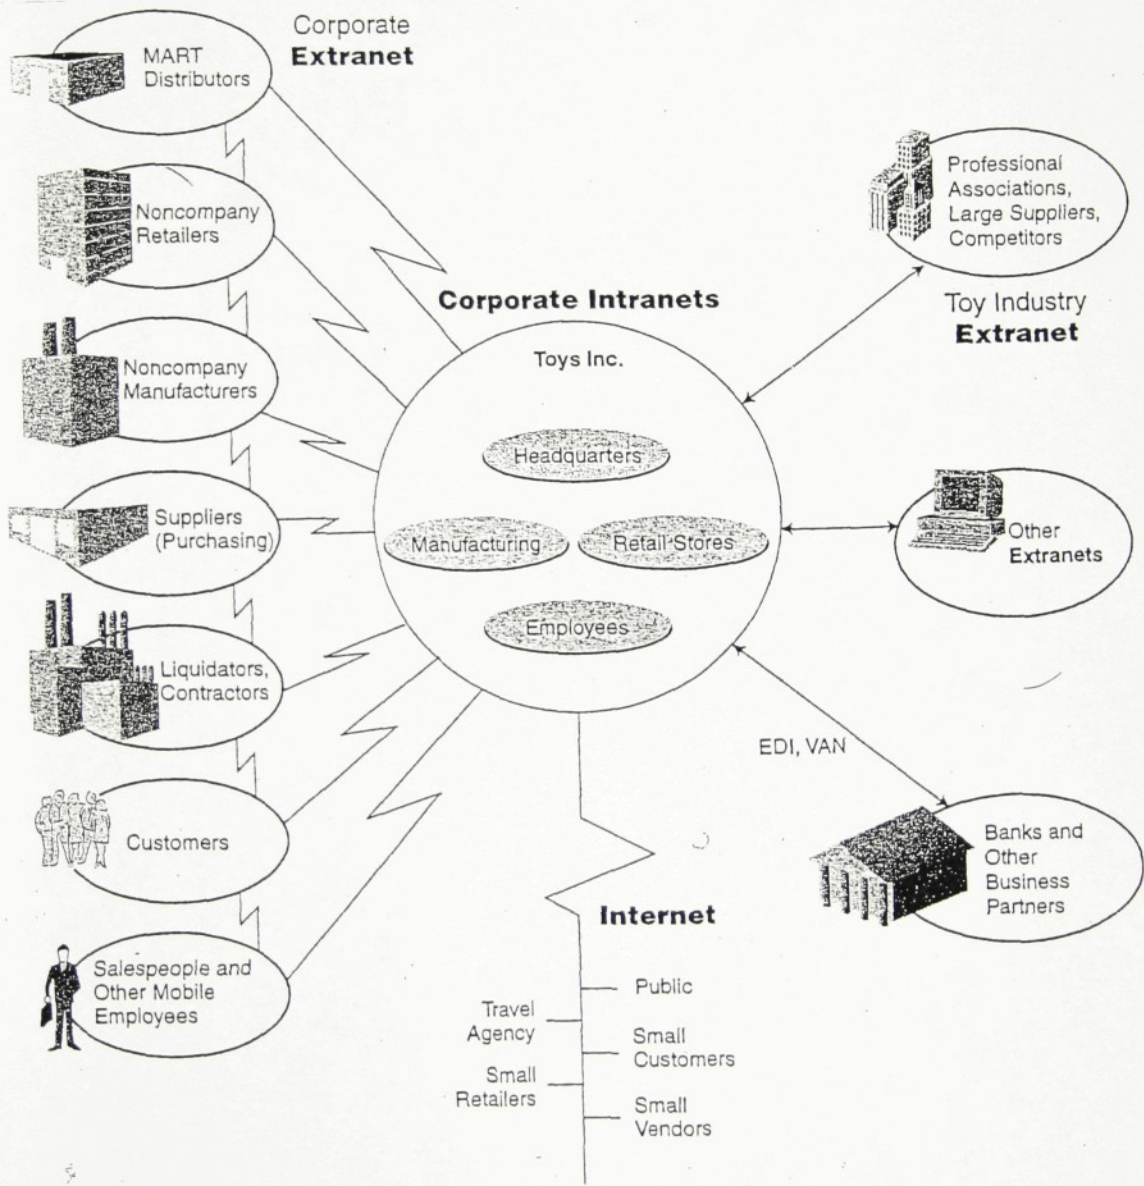 Corporate
Extranet
MART
Distributors
Noncompany
Retailers
Noncompany
Manufacturers
Suppliers
(Purchasing)
Liquidators,
Contractors
Customers
Salespeople and
Other Mobile
Employees
Corporate Intranets
Toys Inc.
Headquarters
Manufacturing
Retail Stores
Employees
Professional
Associations,
Large Suppliers,
Competitors
Toy Industry
Extranet
Other
Extranets
EDI, VAN
Banks and
Other
Business
Partners
Internet
Public
Travel
Agency
Small
Customers
Small
Retailers
Small
Vendors